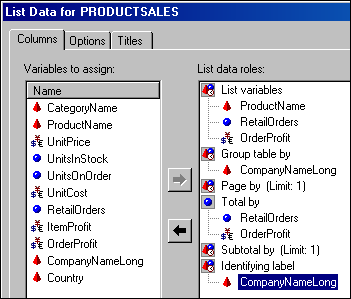 List Data for PRODUCTSALES
Columns
Options
Titles
Variables to assign:
Name
CategoryName
ProductName
UnitPrice
UnitsInStock
UnitsOnOrder
UnitCost
RetailOrders
ItemProfit
OrderProfit
CompanyNameLong
Country
List data roles:
List variables
ProductName
RetailOrders
OrderProfit
Group table by
CompanyNameLong
Page by (Limit: 1)
Total by
RetailOrders
OrderProfit
Subtotal by (Limit: 1)
Identifying label
CompanyNameLong